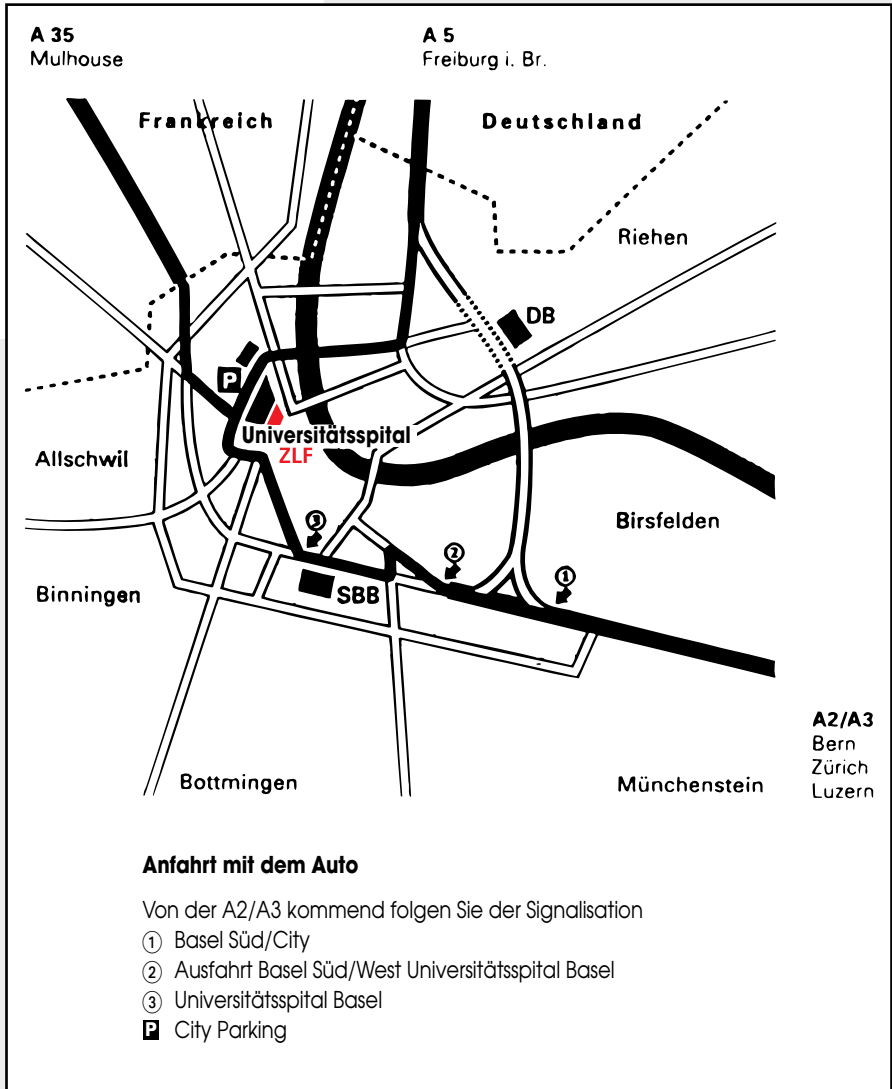 A 35
Mulhouse
A 5
Freiburg i. Br.
Frankreich
Deutschland
Riehen
DB
P
Universitätsspital
ZLF
Allschwil
Birsfelden
③
②
①
Binningen
SBB
A2/A3
Bern
Zürich
Luzern
Bottmingen
Münchenstein
Anfahrt mit dem Auto
Von der A2/A3 kommend folgen Sie der Signalisation
① Basel Süd/City
② Ausfahrt Basel Süd/West Universitätsspital Basel
③ Universitätsspital Basel
P City Parking